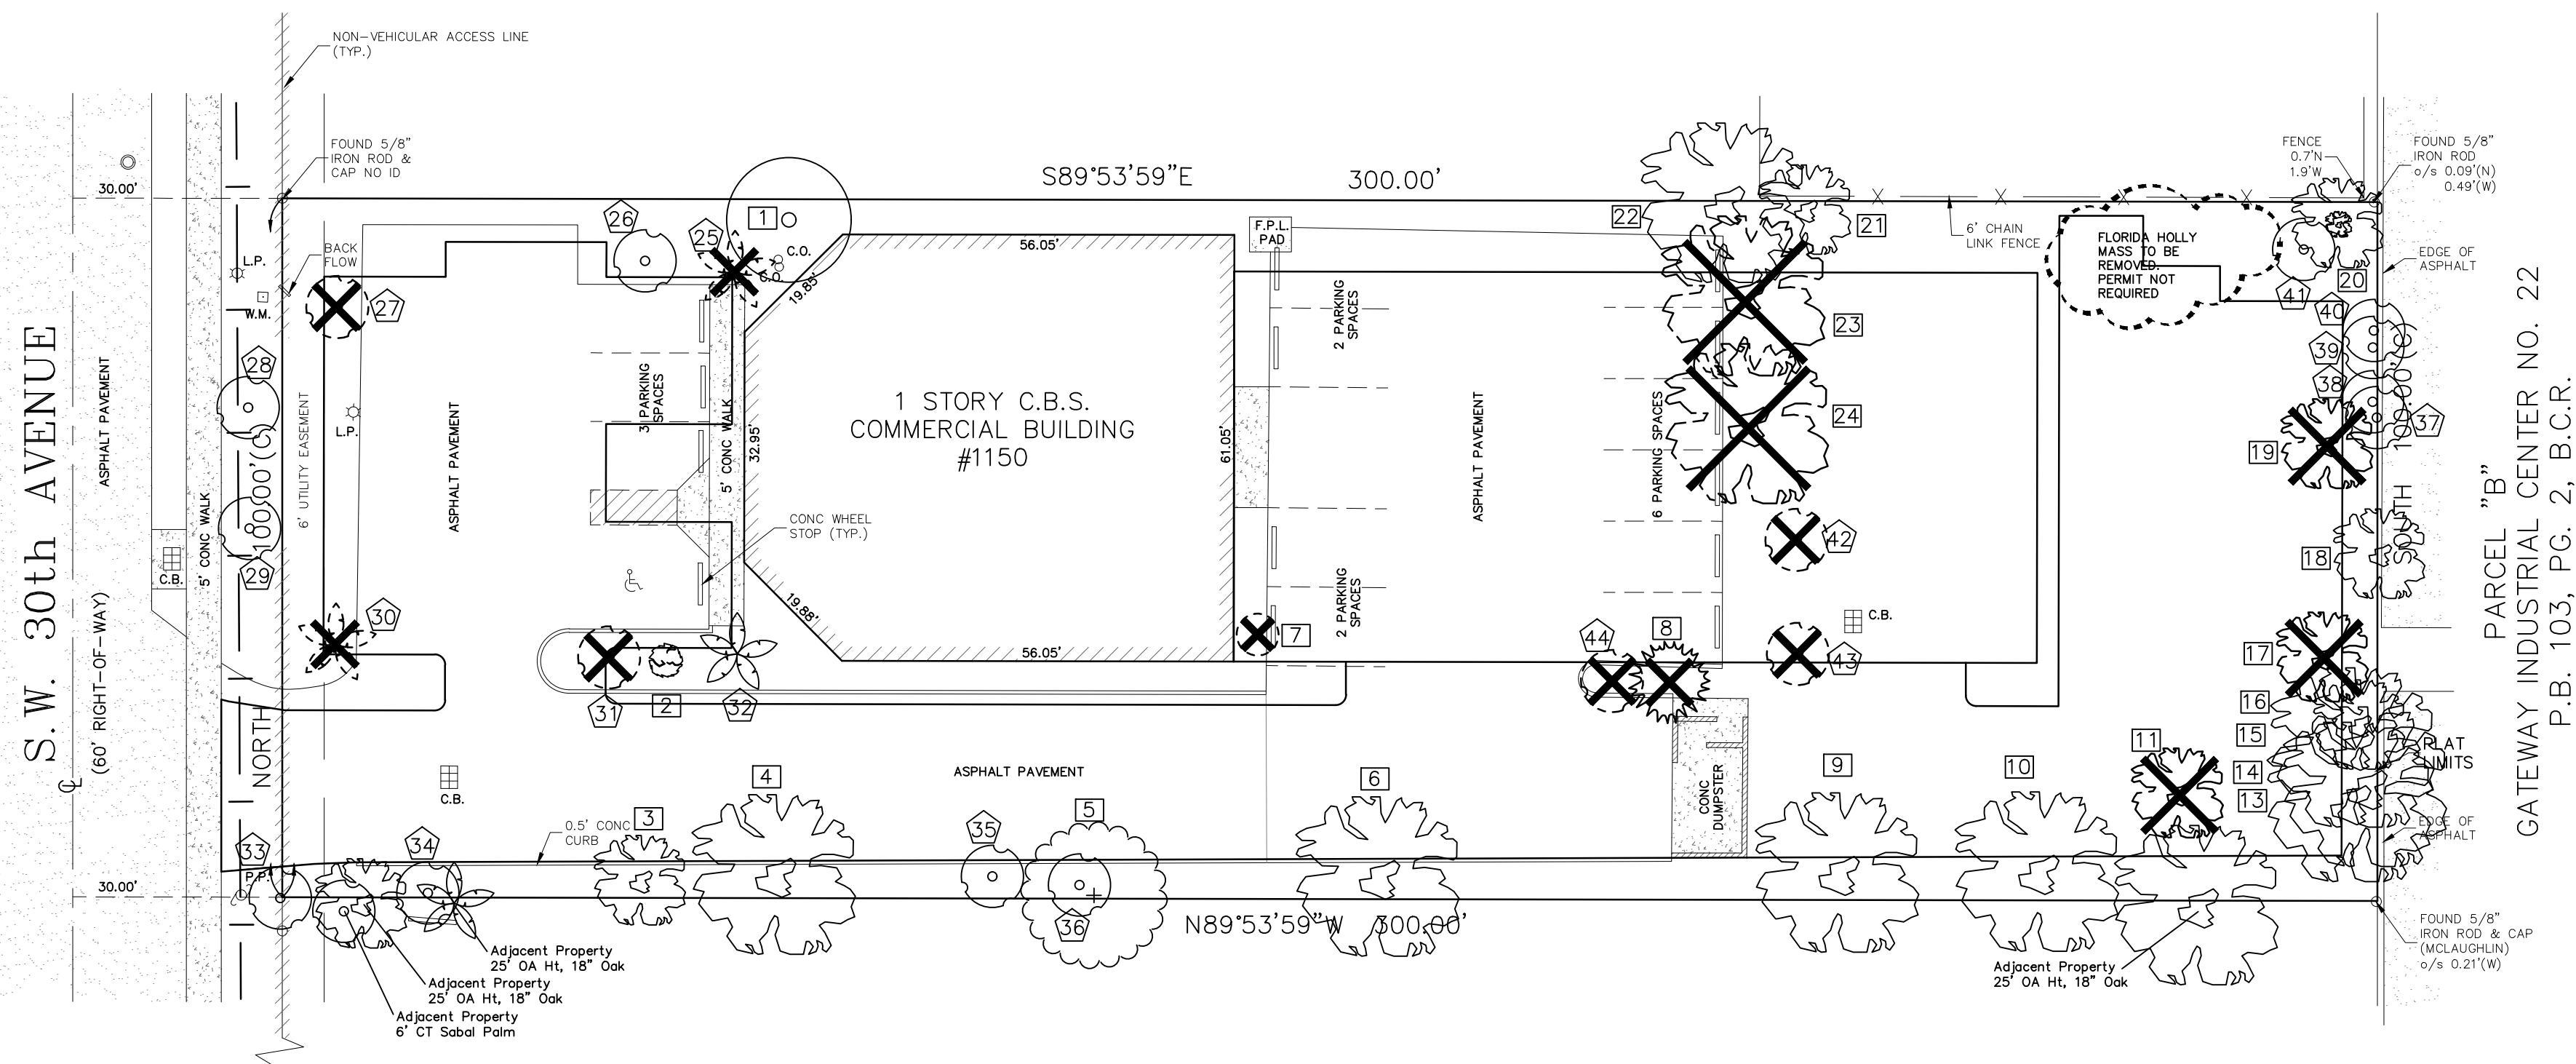 NON-VEHICULAR ACCESS LINE
(TYP.)
FOUND 5/8"
IRON ROD &
CAP NO ID
30.00'
S89°53'59"E
300.00'
FENCE
0.7'N
1.9'W
FOUND 5/8"
IRON ROD
o/s 0.09'(N)
0.49'(W)
26
25
1
22
21
F.P.L.
PAD
6' CHAIN
LINK FENCE
FLORIDA HOLLY
MASS TO BE
REMOVED.
PERMIT NOT
REQUIRED
EDGE OF
ASPHALT
20
41
40
39
38
37
L.P.
BACK
FLOW
W.M.
27
28
C.O.
C.O.
56.05'
19.85'
2 PARKING
SPACES
23
24
19
18
17
16
15
14
13
11
S.W. 30th AVENUE
(60' RIGHT-OF-WAY)
ASPHALT PAVEMENT
5' CONC WALK
C.B.
29
NORTH
100.00'(C)
6' UTILITY EASEMENT
L.P.
ASPHALT PAVEMENT
3 PARKING
SPACES
5' CONC WALK
32.95'
1 STORY C.B.S.
COMMERCIAL BUILDING
#1150
61.05'
CONC WHEEL
STOP (TYP.)
19.88'
56.05'
ASPHALT PAVEMENT
6 PARKING SPACES
2 PARKING
SPACES
42
43
C.B.
SOUTH
PARCEL "B"
GATEWAY INDUSTRIAL CENTER NO. 22
P.B. 103, PG. 2, B.C.R.
30
31
2
32
7
44
8
PLAT
LIMITS
C.B.
4
ASPHALT PAVEMENT
6
CONC
DUMPSTER
9
10
33
34
0.5' CONC
CURB
3
35
5
36
EDGE OF
ASPHALT
30.00'
P.P.
N89°53'59"W
300.00'
FOUND 5/8"
IRON ROD & CAP
(MCLAUGHLIN)
o/s 0.21'(W)
Adjacent Property
25' OA Ht, 18" Oak
Adjacent Property
25' OA Ht, 18" Oak
Adjacent Property
6' CT Sabal Palm
Adjacent Property
25' OA Ht, 18" Oak